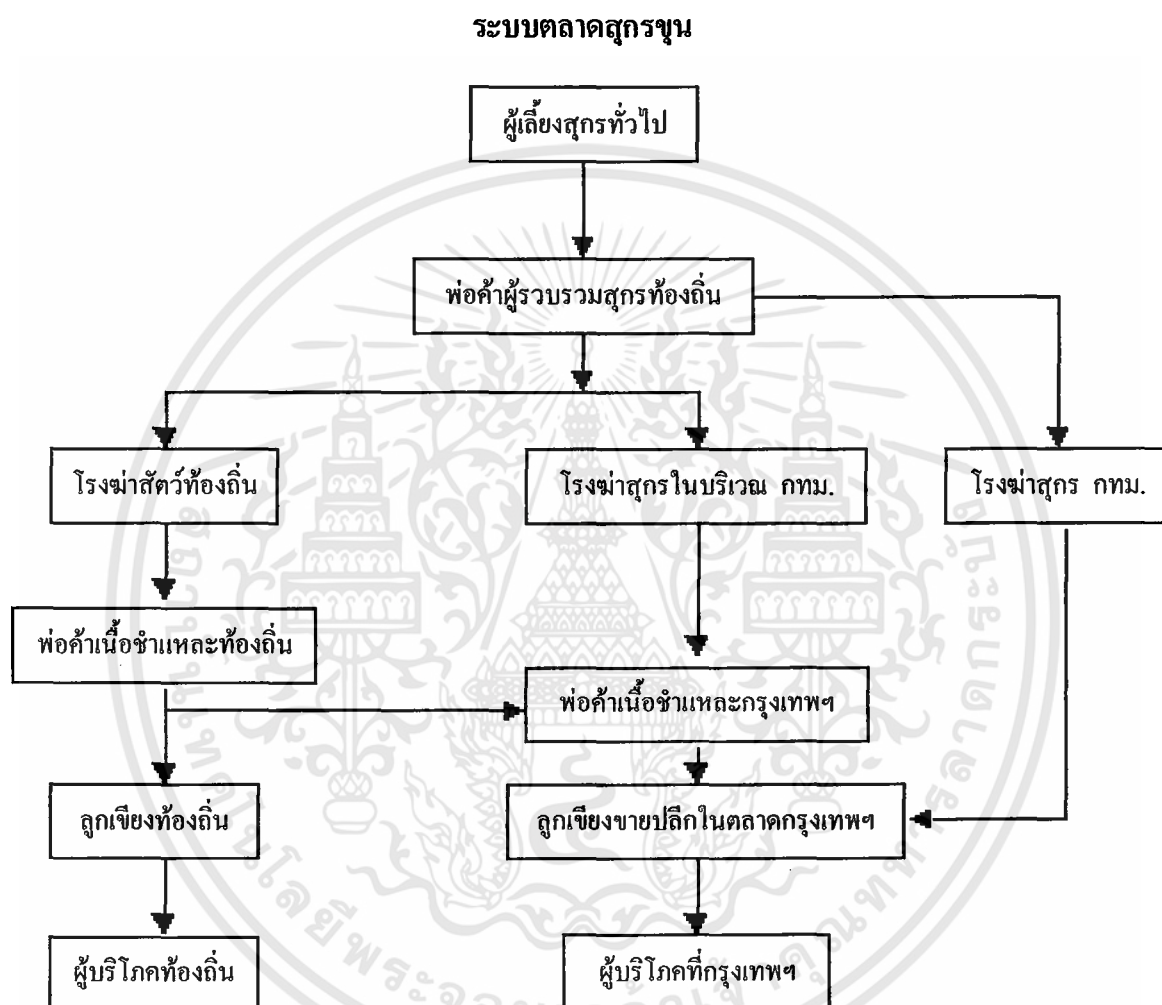 ระบบตลาดสุกรขุน
ผู้เลี้ยงสุกรทั่วไป
พ่อค้าผู้รวบรวมสุกรท้องถิ่น
โรงฆ่าสัตว์ท้องถิ่น
โรงฆ่าสุกรในบริเวณ กทม.
โรงฆ่าสุกร กทม.
พ่อค้าเนื้อชำแหละท้องถิ่น
พ่อค้าเนื้อชำแหละกรุงเทพฯ
ลูกเขียงท้องถิ่น
ลูกเขียงขายปลีกในตลาดกรุงเทพฯ
ผู้บริโภคท้องถิ่น
ผู้บริโภคที่กรุงเทพฯ